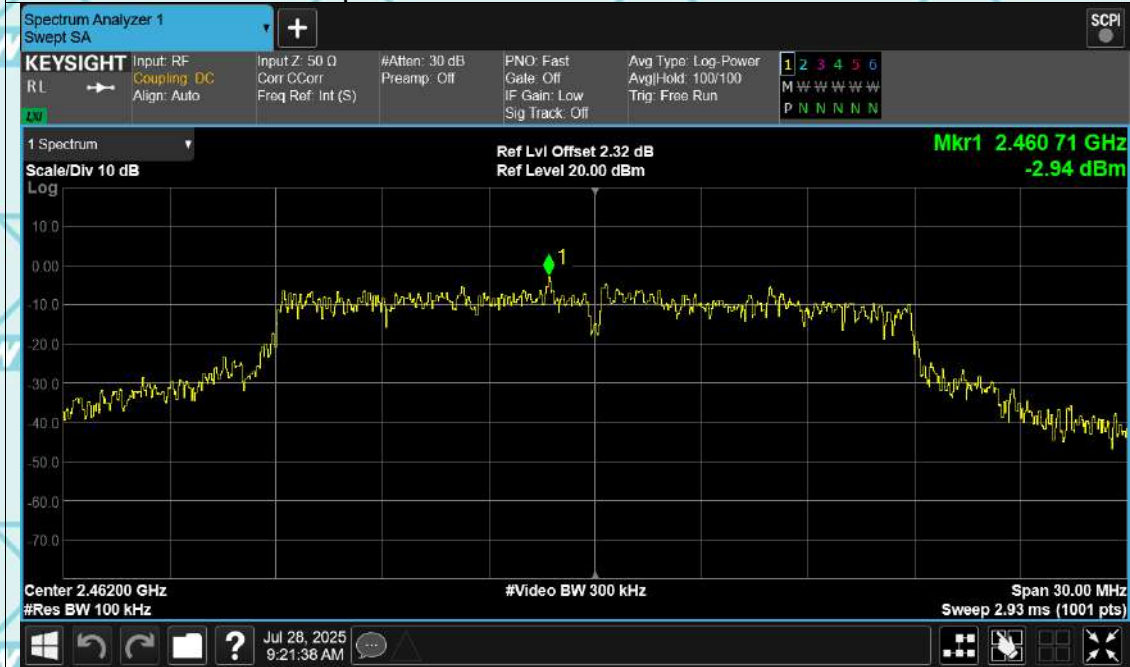 Spectrum Analyzer 1
Swept SA
+
SCPI
KEYSIGHT
RL
LXI
Input: RF
Coupling: DC
Align: Auto
Input Z: 50 Ω
Corr CCorr
Freq Ref: Int (S)
#Atten: 30 dB
Preamp: Off
PNO: Fast
Gate: Off
IF Gain: Low
Sig Track: Off
Avg Type: Log-Power
Avg|Hold: 100/100
Trig: Free Run
1 2 3 4 5 6
M W W W W W
P N N N N N
1 Spectrum
Scale/Div 10 dB
Ref Lvl Offset 2.32 dB
Ref Level 20.00 dBm
Mkr1 2.460 71 GHz
-2.94 dBm
Log
10.0
0.00
-10.0
-20.0
-30.0
-40.0
-50.0
-60.0
-70.0
1
Center 2.46200 GHz
#Res BW 100 kHz
#Video BW 300 kHz
Span 30.00 MHz
Sweep 2.93 ms (1001 pts)
?
Jul 28, 2025
9:21:38 AM